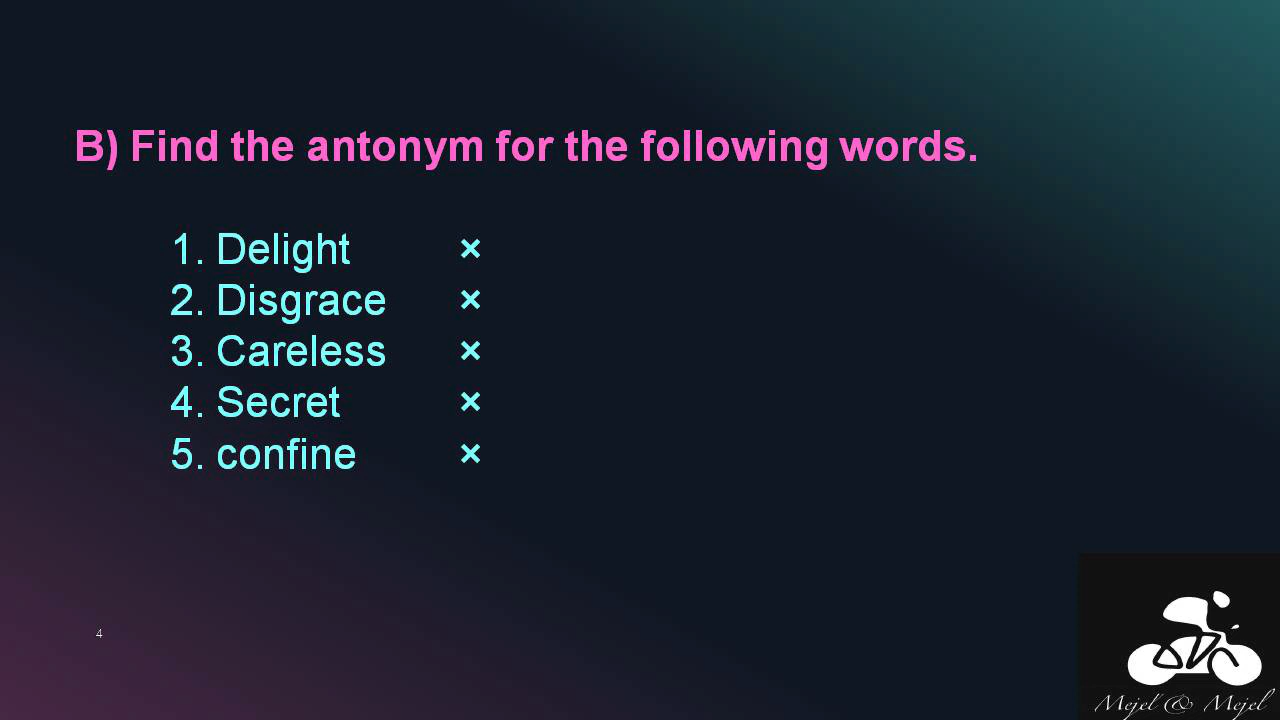 B) Find the antonym for the following words.
1. Delight ×
2. Disgrace ×
3. Careless ×
4. Secret ×
5. confine ×
4
Mejel & Mejel